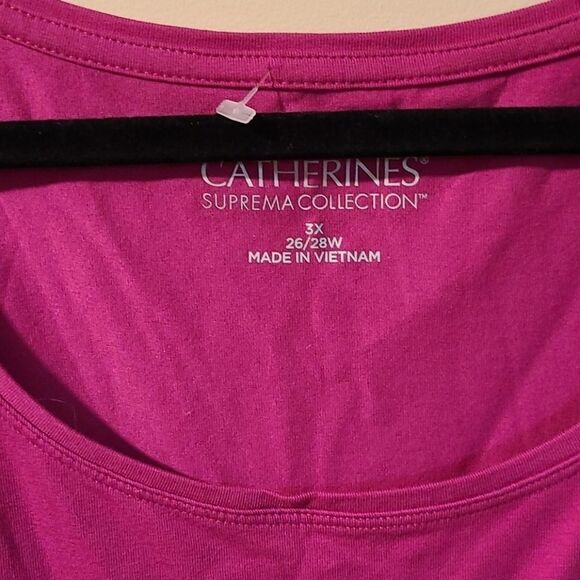 CATHERINES®
SUPREMA COLLECTION™
3X
26/28W
MADE IN VIETNAM